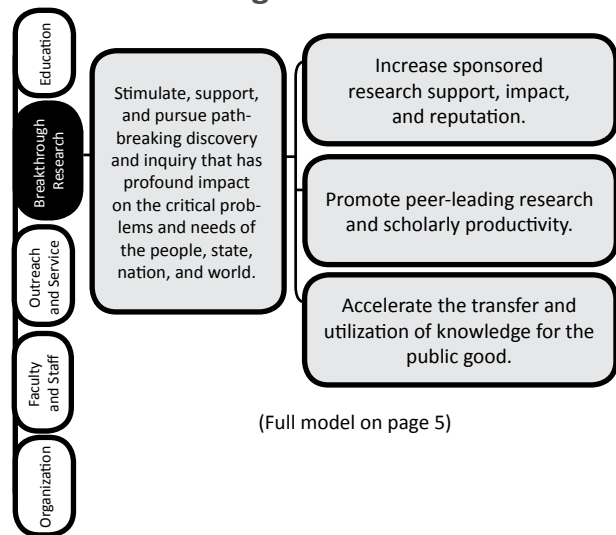 Education
Breakthrough
Research
Outreach
and Service
Faculty
and Staff
Organization
Stimulate, support,
and pursue path-
breaking discovery
and inquiry that has
profound impact
on the critical prob-
lems and needs of
the people, state,
nation, and world.
Increase sponsored
research support, impact,
and reputation.
Promote peer-leading research
and scholarly productivity.
Accelerate the transfer and
utilization of knowledge for the
public good.
(Full model on page 5)